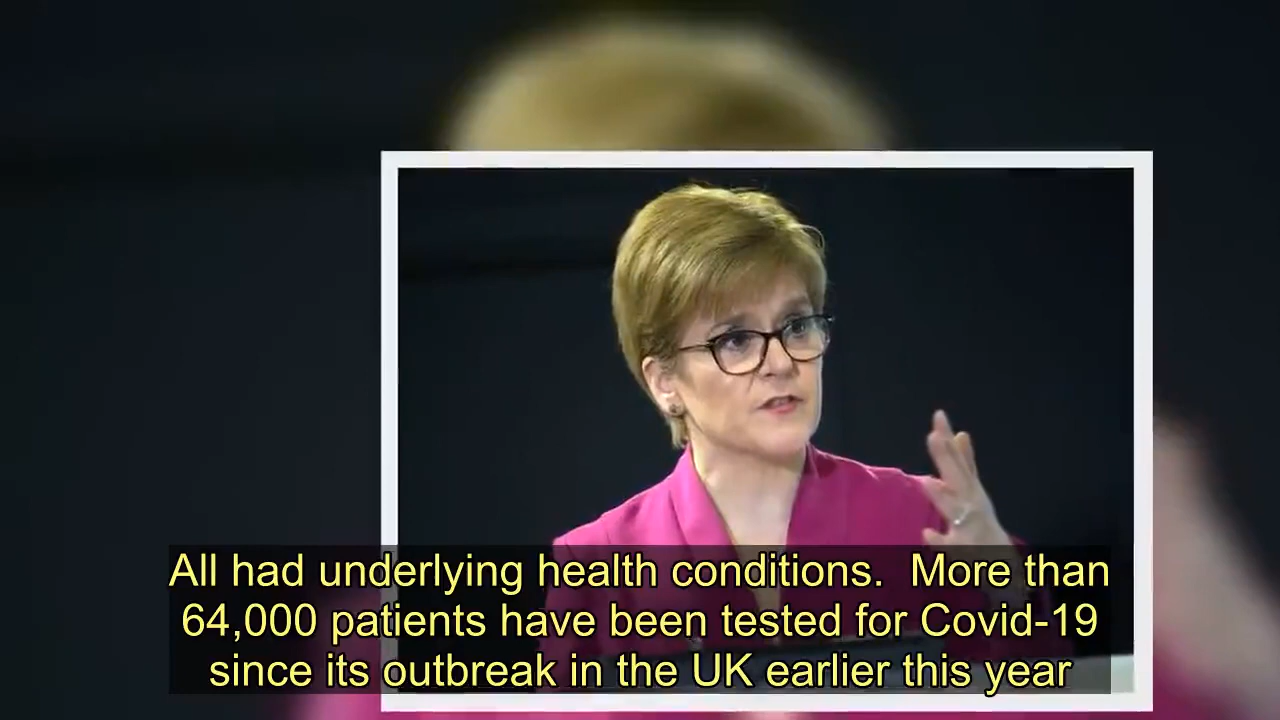 All had underlying health conditions.  More than
64,000 patients have been tested for Covid-19
since its outbreak in the UK earlier this year